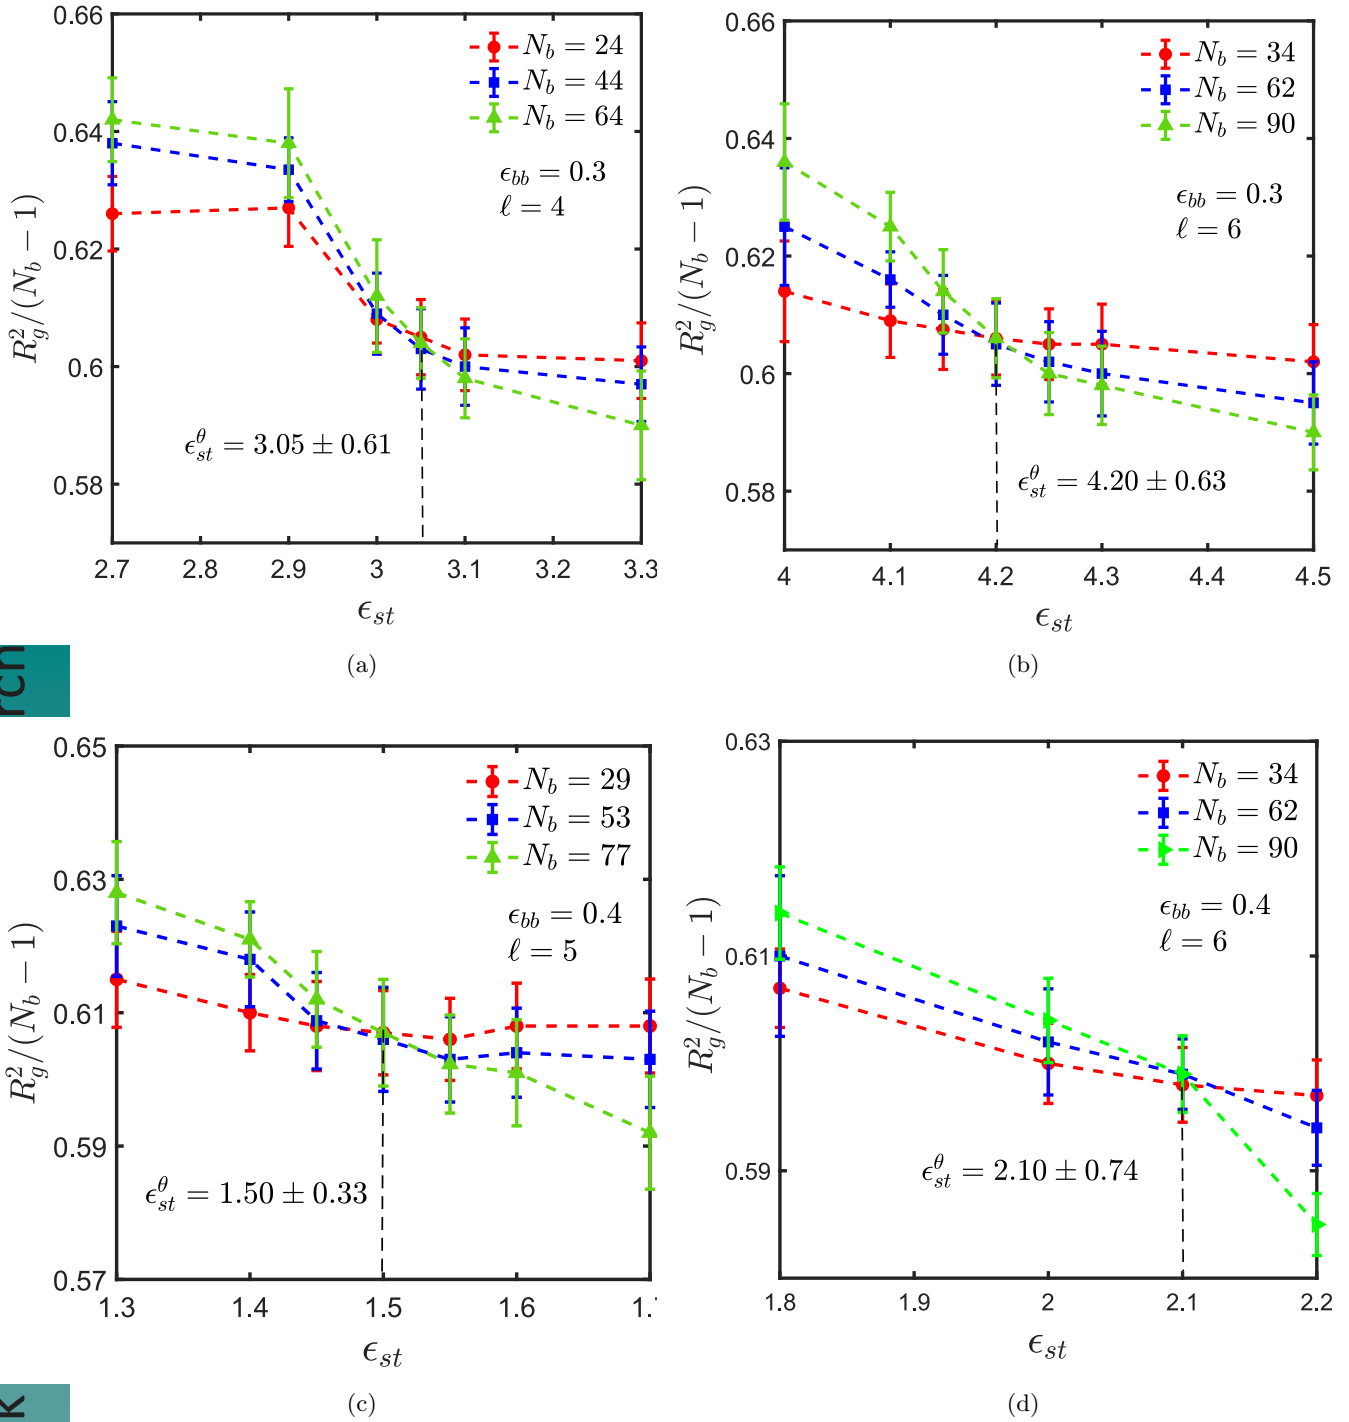 0.66
0.64
0.62
0.6
0.58
2.7 2.8 2.9 3 3.1 3.2 3.3
R_g^2/(N_b − 1)
ϵ_st
N_b = 24
N_b = 44
N_b = 64
ϵ_bb = 0.3
ℓ = 4
ϵ_st^θ = 3.05 ± 0.61
(a)
0.66
0.64
0.62
0.6
0.58
4 4.1 4.2 4.3 4.4 4.5
R_g^2/(N_b − 1)
ϵ_st
N_b = 34
N_b = 62
N_b = 90
ϵ_bb = 0.3
ℓ = 6
ϵ_st^θ = 4.20 ± 0.63
(b)
rch
0.65
0.63
0.61
0.59
0.57
1.3 1.4 1.5 1.6 1.
R_g^2/(N_b − 1)
ϵ_st
N_b = 29
N_b = 53
N_b = 77
ϵ_bb = 0.4
ℓ = 5
ϵ_st^θ = 1.50 ± 0.33
(c)
0.63
0.61
0.59
1.8 1.9 2 2.1 2.2
R_g^2/(N_b − 1)
ϵ_st
N_b = 34
N_b = 62
N_b = 90
ϵ_bb = 0.4
ℓ = 6
ϵ_st^θ = 2.10 ± 0.74
(d)
k